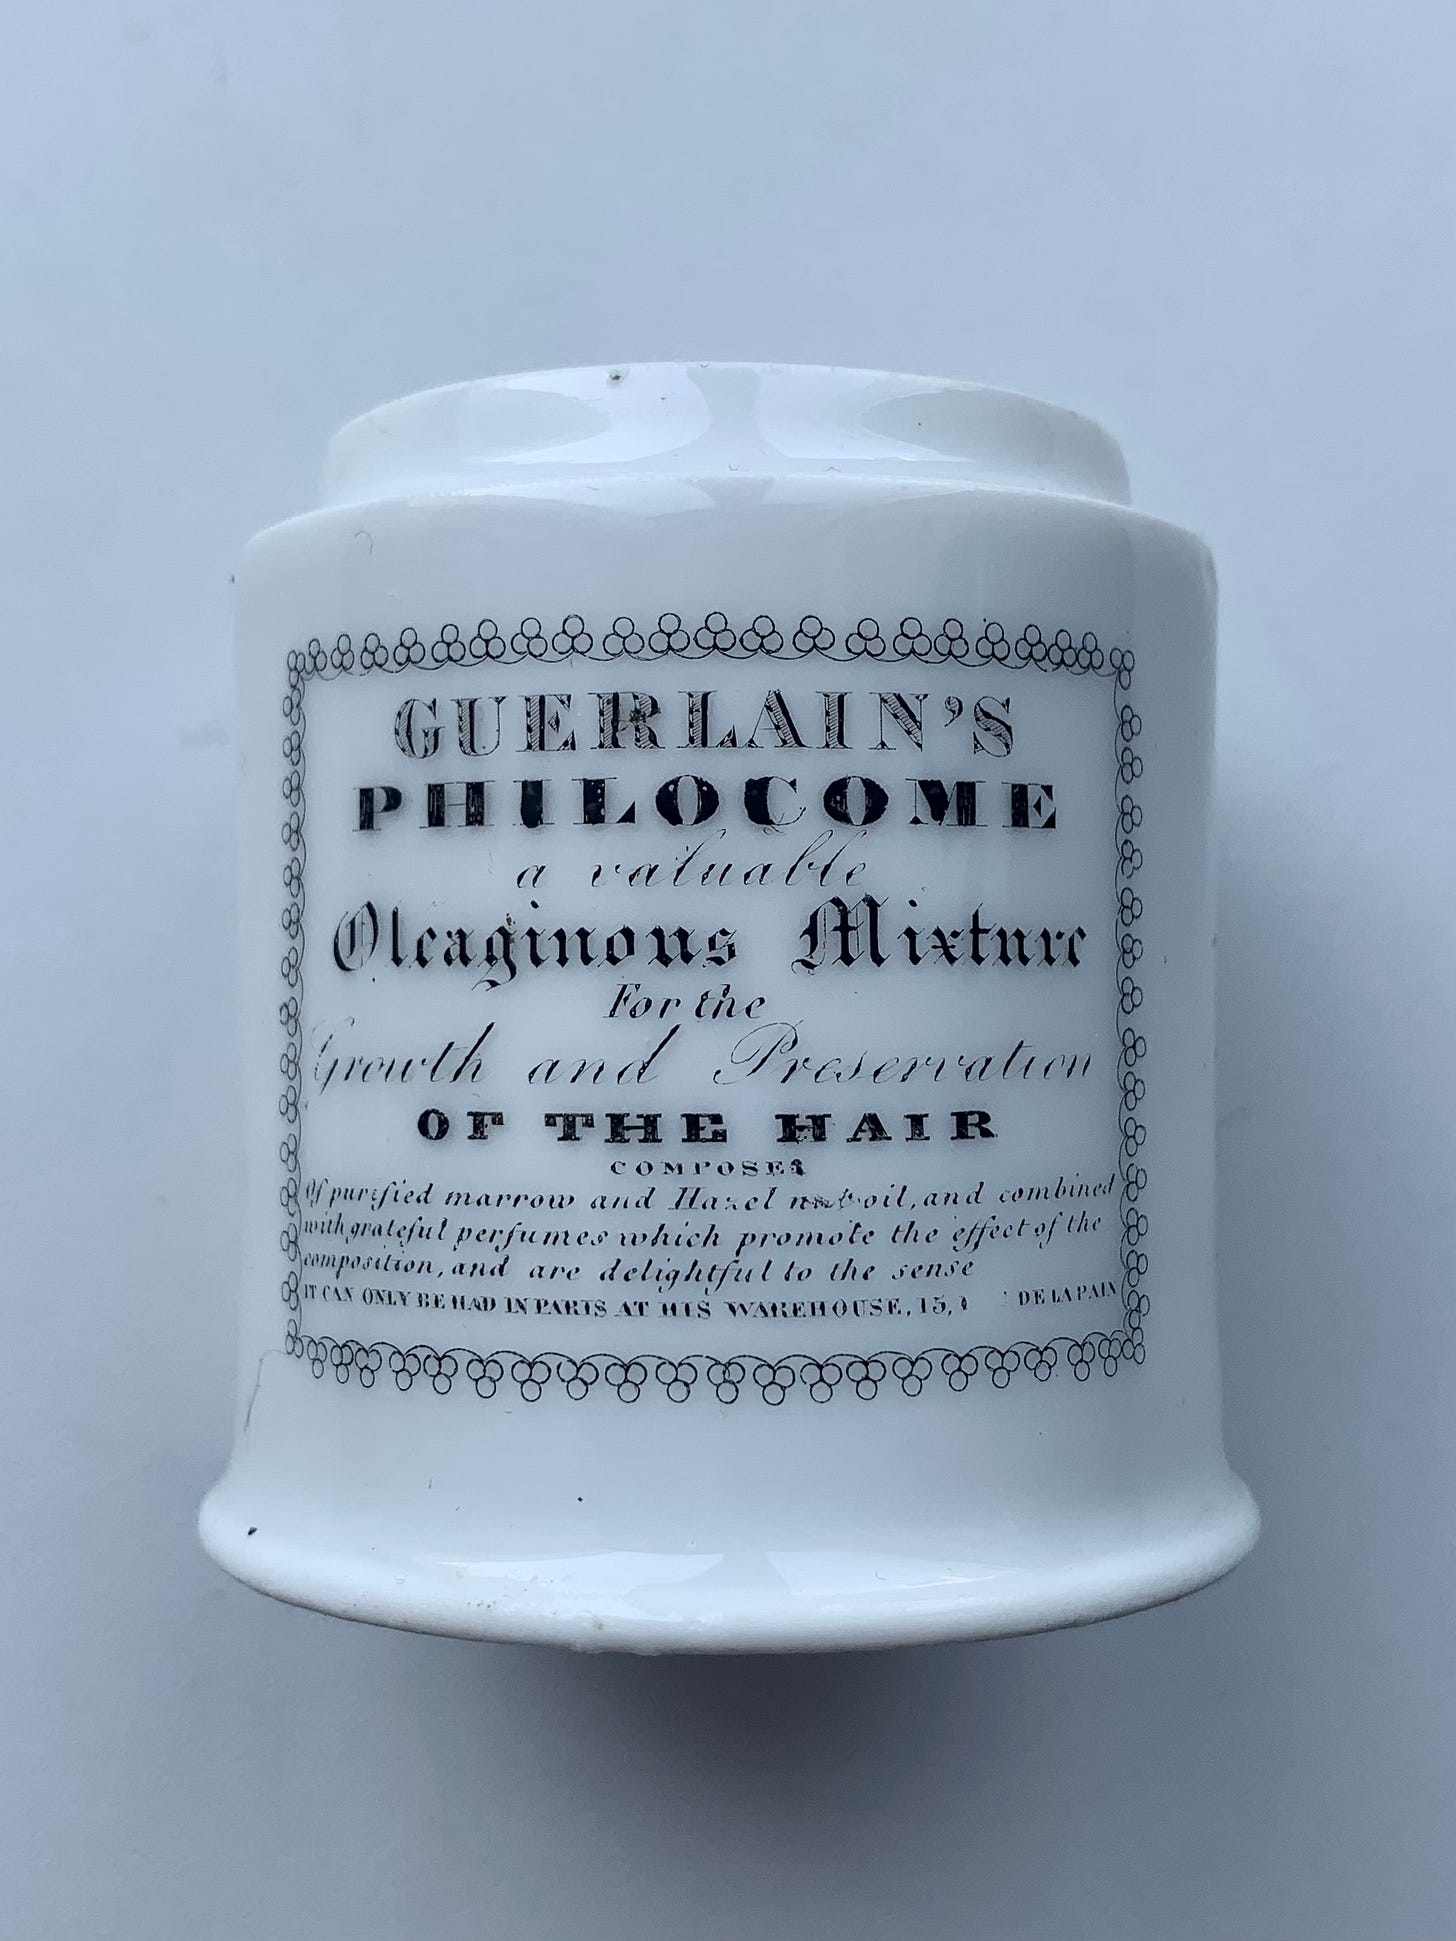 GUERLAIN'S
PHILOCOME
a valuable
Oleaginous Mixture
For the
Growth and Preservation
OF THE HAIR
COMPOSED
Of purified marrow and Hazel nut oil, and combined
with grateful perfumes which promote the effect of the
composition, and are delightful to the sense
IT CAN ONLY BE HAD IN PARIS AT HIS WAREHOUSE, 15, DE LA PAIX